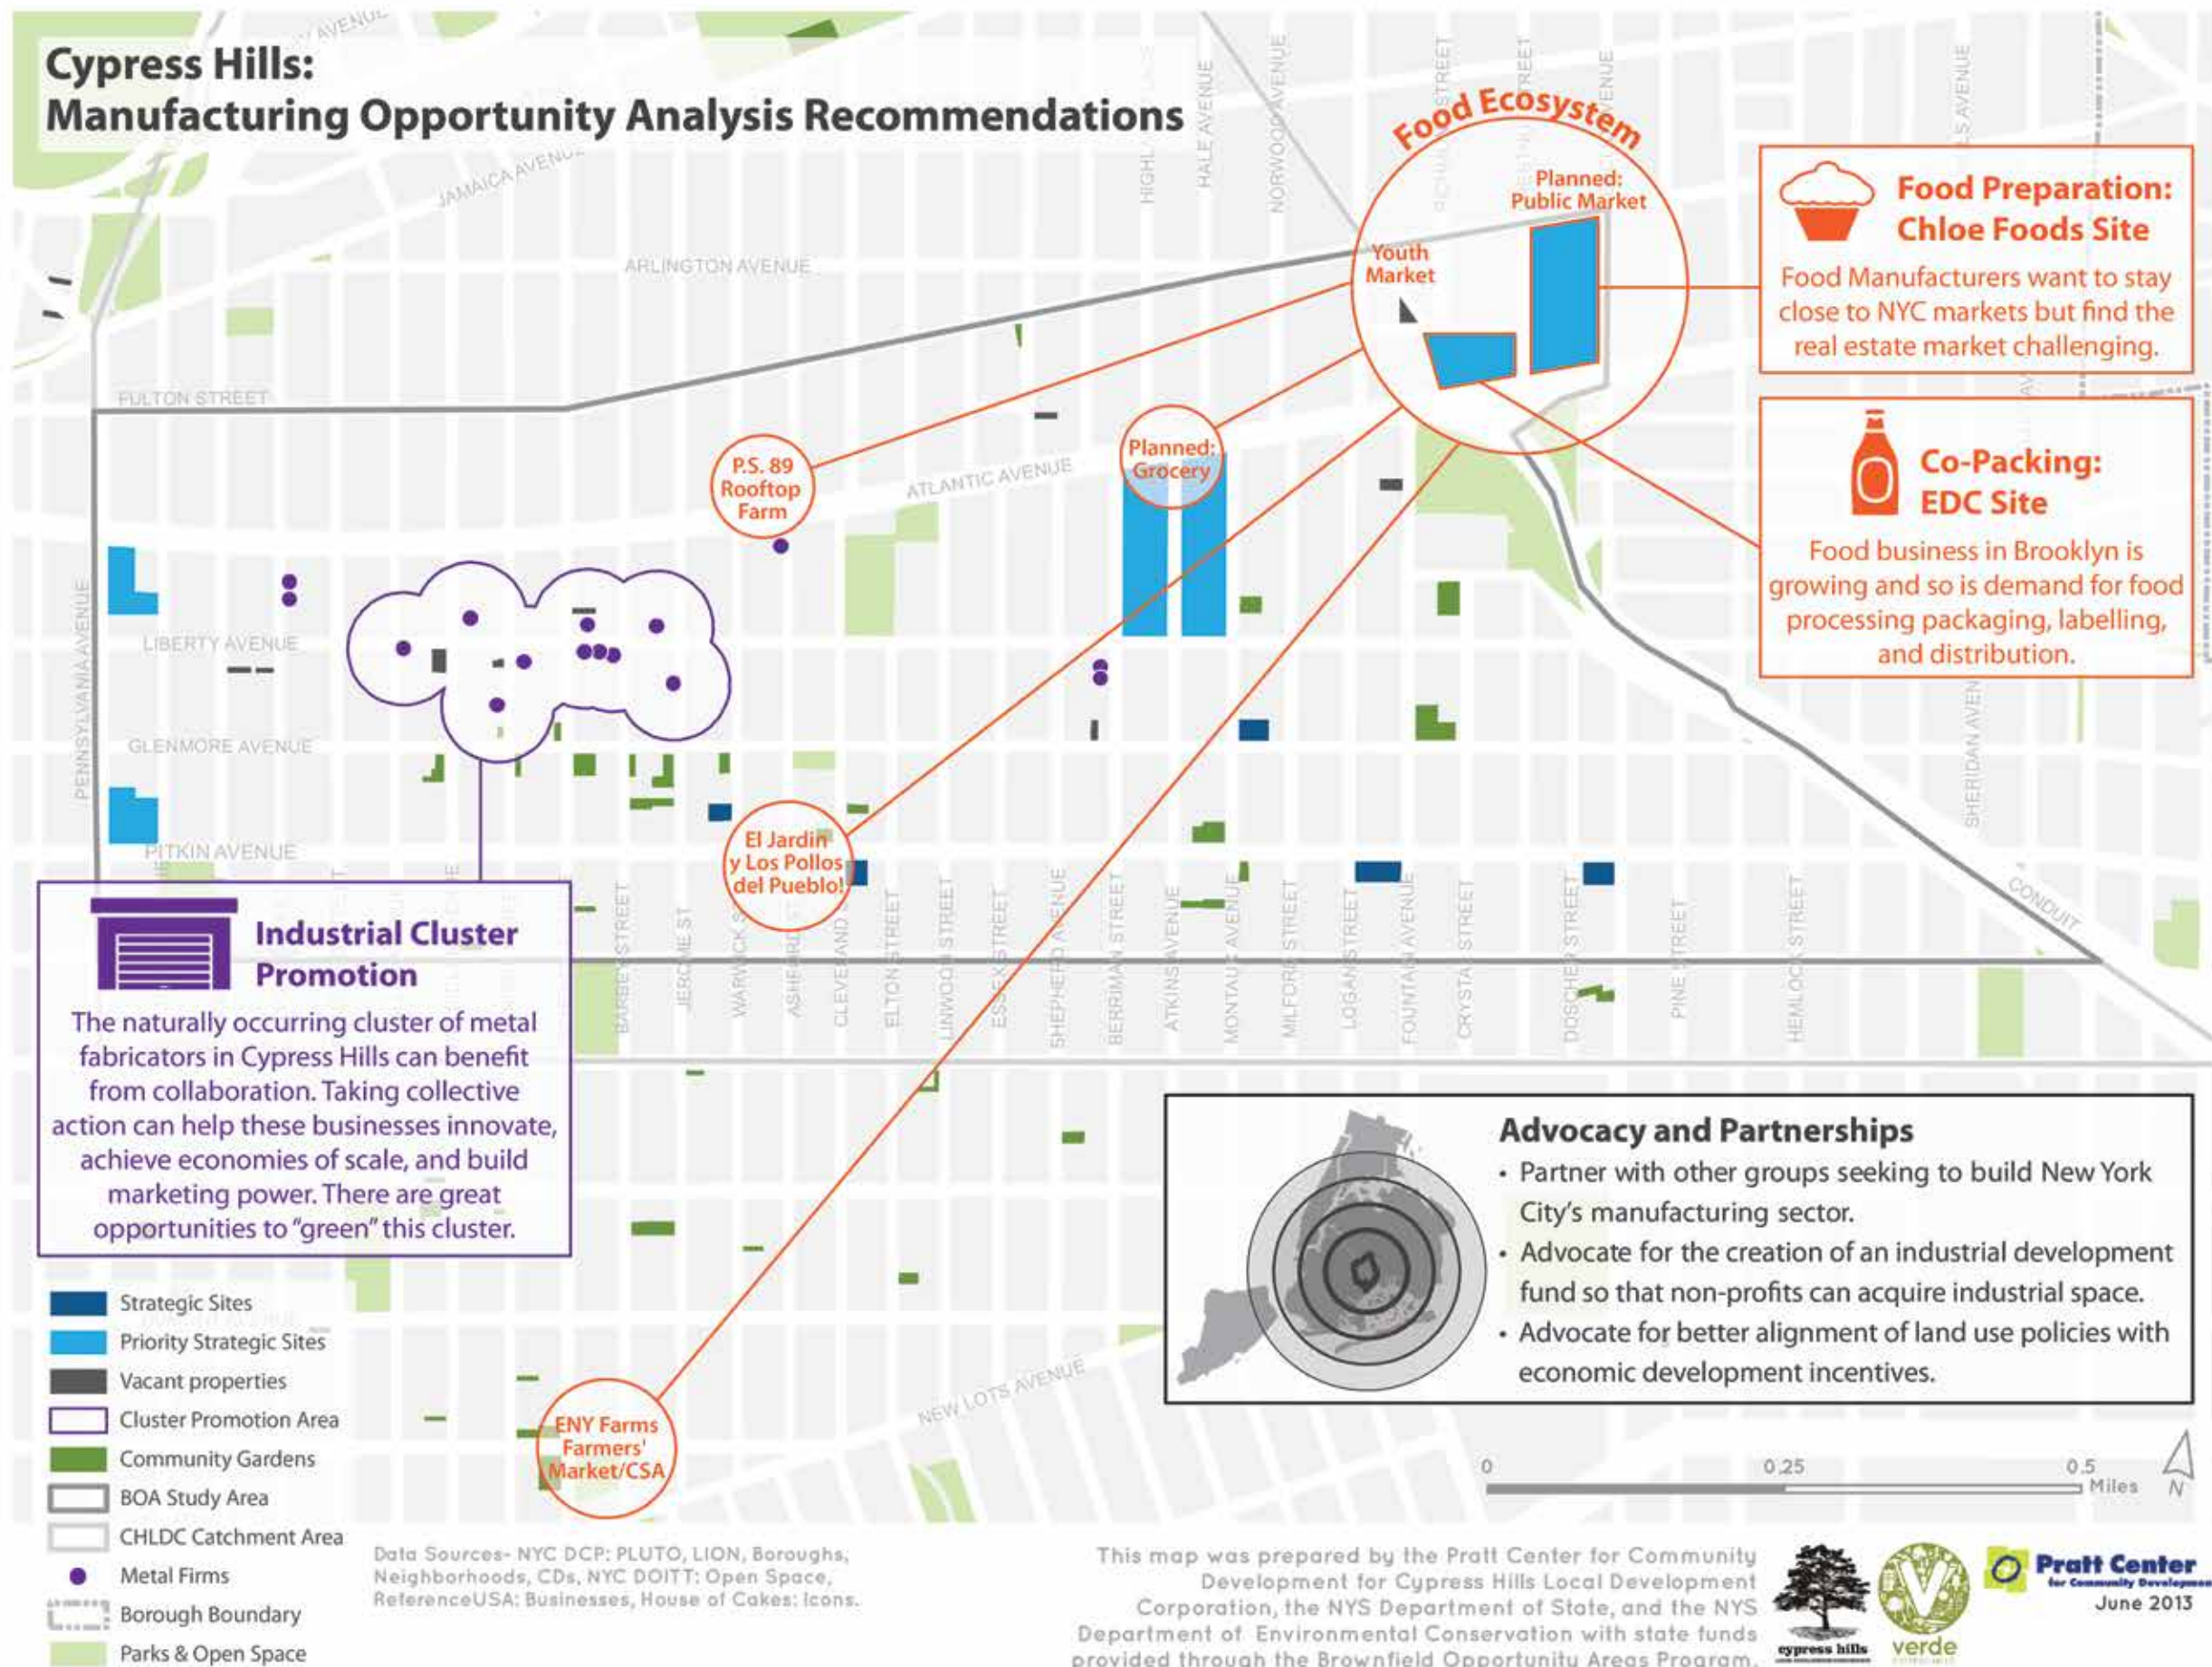 Cypress Hills:
Manufacturing Opportunity Analysis Recommendations
AVENUE
JAMAICA AVENUE
HALE AVENUE
NORWOOD AVENUE
STREET
AVENUE
ARLINGTON AVENUE
FULTON STREET
ATLANTIC AVENUE
PENNSYLVANIA AVENUE
LIBERTY AVENUE
GLENMORE AVENUE
PITKIN AVENUE
SHERIDAN AVEN
CONDUIT
Food Ecosystem
Planned:
Public Market
Youth
Market
P.S. 89
Rooftop
Farm
Planned:
Grocery
El Jardin
y Los Pollos
del Pueblo!
ENY Farms
Farmers'
Market/CSA
Food Preparation:
Chloe Foods Site
Food Manufacturers want to stay
close to NYC markets but find the
real estate market challenging.
Co-Packing:
EDC Site
Food business in Brooklyn is
growing and so is demand for food
processing packaging, labelling,
and distribution.
Industrial Cluster
Promotion
The naturally occurring cluster of metal
fabricators in Cypress Hills can benefit
from collaboration. Taking collective
action can help these businesses innovate,
achieve economies of scale, and build
marketing power. There are great
opportunities to "green" this cluster.
BARBEY STREET
JEROME ST
WARWICK S
ASHFORD ST
CLEVELAND
ELTON STREET
LINWOOD STREET
ESSEX STREET
SHEPHERD AVENUE
BERRIMAN STREET
ATKINS AVENUE
MONTAUK AVENUE
MILFORD STREET
LOGAN STREET
FOUNTAIN AVENUE
CRYSTAL STREET
DOSCHER STREET
PINE STREET
HEMLOCK STREET
NEW LOTS AVENUE
Advocacy and Partnerships
• Partner with other groups seeking to build New York
City's manufacturing sector.
• Advocate for the creation of an industrial development
fund so that non-profits can acquire industrial space.
• Advocate for better alignment of land use policies with
economic development incentives.
Strategic Sites
Priority Strategic Sites
Vacant properties
Cluster Promotion Area
Community Gardens
BOA Study Area
CHLDC Catchment Area
Metal Firms
Borough Boundary
Parks & Open Space
0 0.25 0.5
Miles N
Data Sources- NYC DCP: PLUTO, LION, Boroughs,
Neighborhoods, CDs, NYC DOITT: Open Space,
ReferenceUSA: Businesses, House of Cakes: Icons.
This map was prepared by the Pratt Center for Community
Development for Cypress Hills Local Development
Corporation, the NYS Department of State, and the NYS
Department of Environmental Conservation with state funds
provided through the Brownfield Opportunity Areas Program.
cypress hills
verde
Pratt Center
for Community Developmen
June 2013